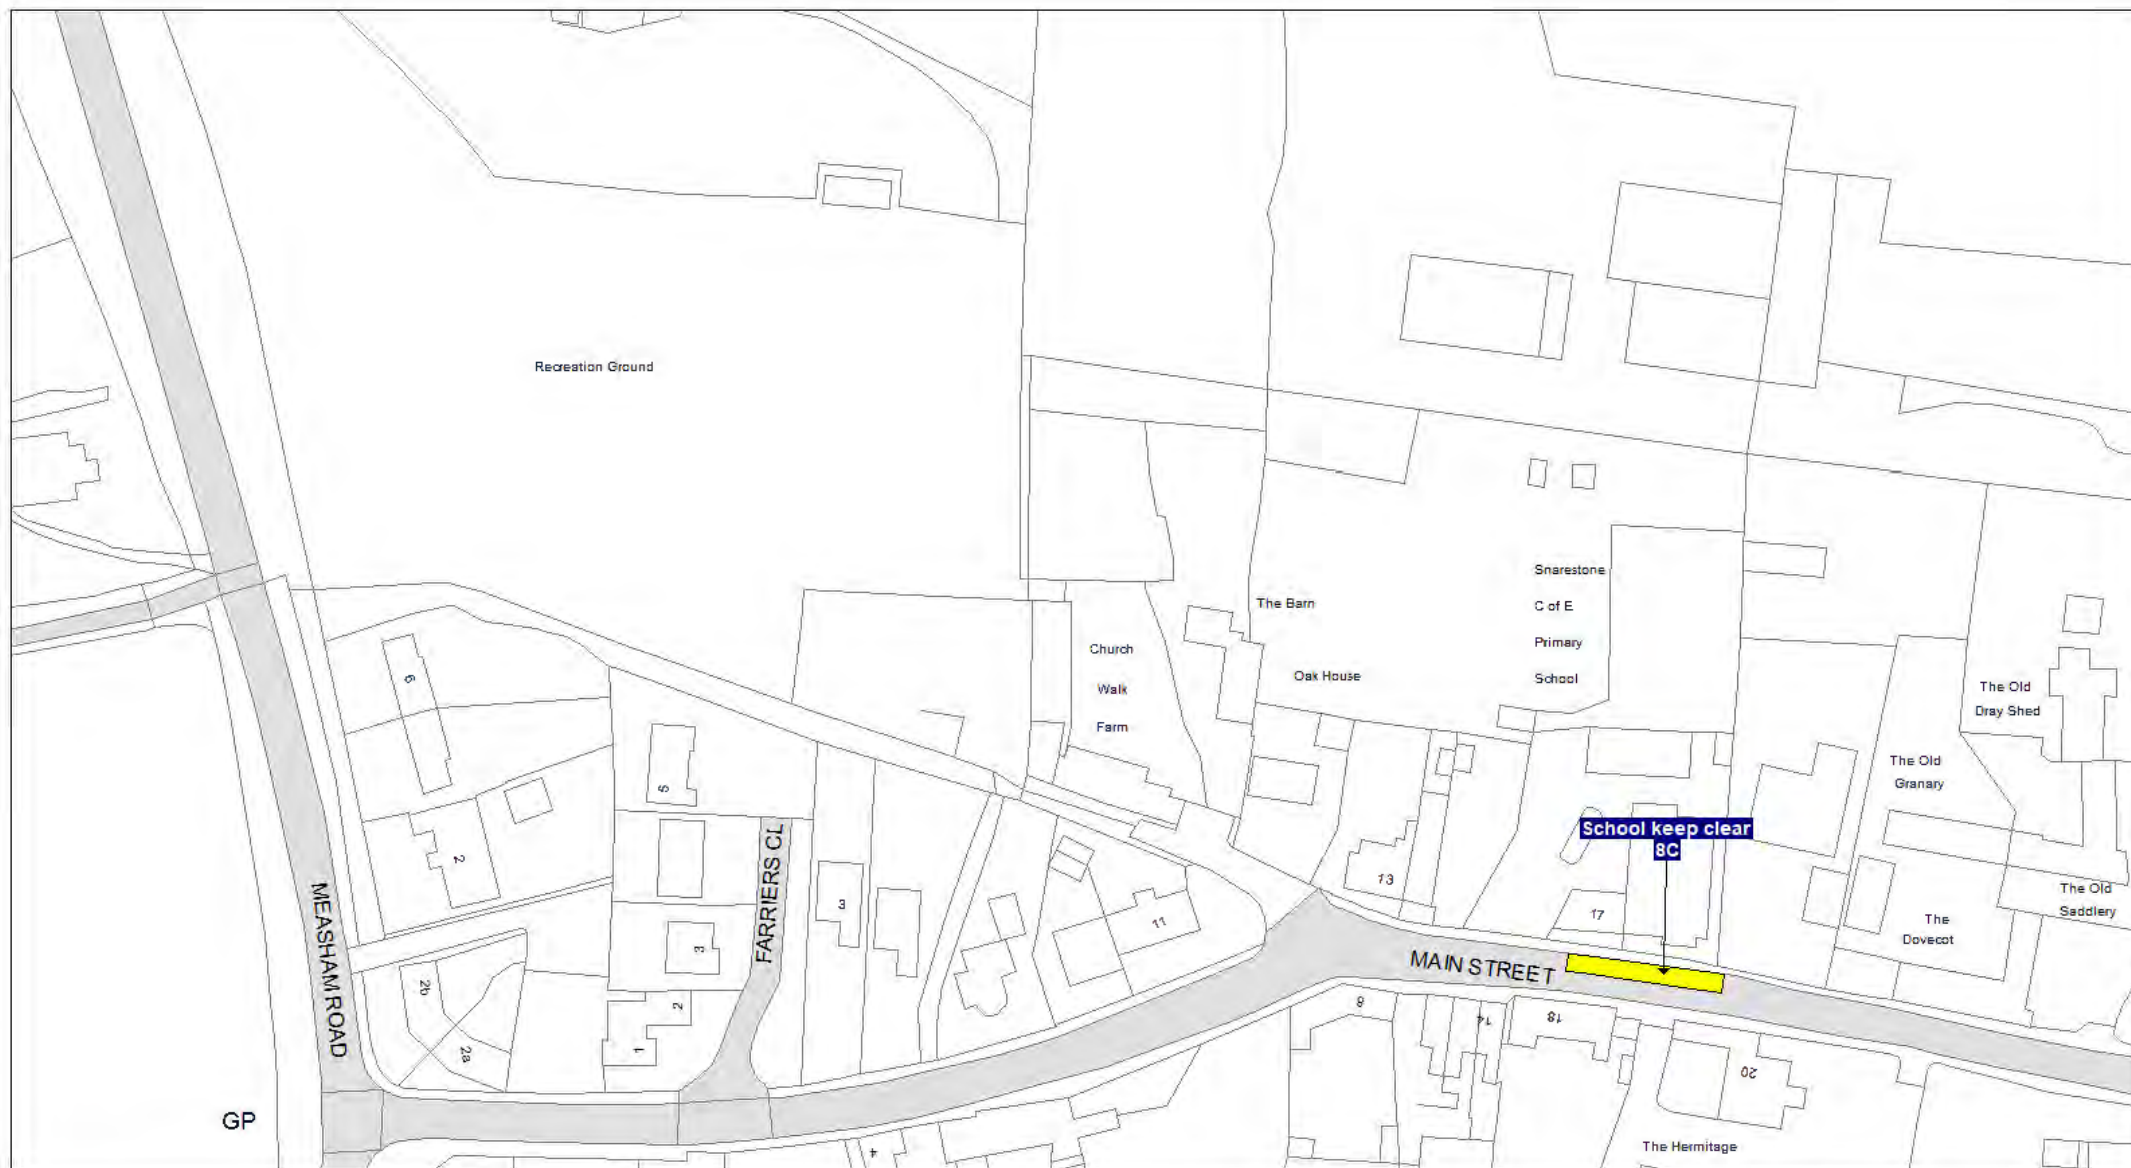 Recreation Ground
Snarestone
C of E
Primary
School
The Barn
Oak House
Church
Walk
Farm
The Old
Dray Shed
The Old
Granary
The Old
Saddlery
The
Dovecot
School keep clear
8C
6
5
2
3
3
13
17
11
2b
2a
2
1
MEASHAM ROAD
FARRIERS CL
MAIN STREET
8
14
18
20
4
GP
The Hermitage